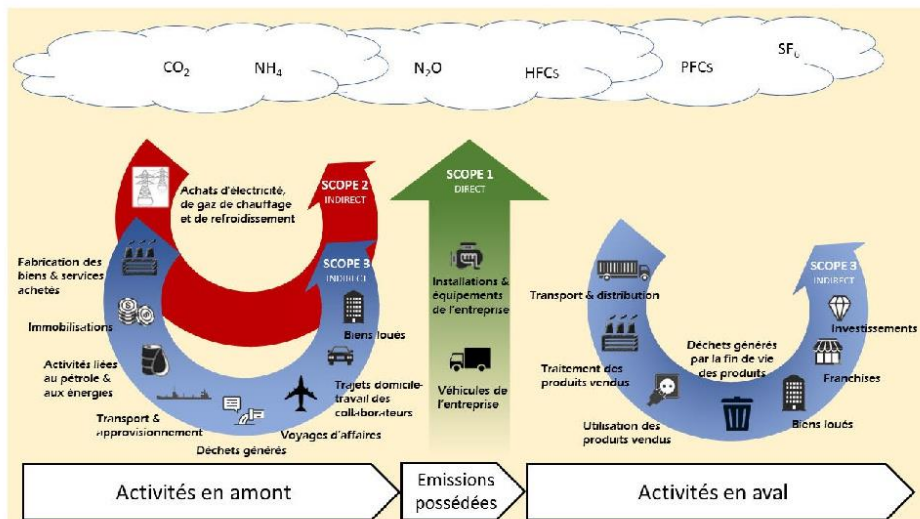 CO₂
NH₄
N₂O
HFCs
PFCs
SF₆
Achats d'électricité,
de gaz de chauffage
et de refroidissement
SCOPE 2
INDIRECT
Fabrication des
biens & services
achetés
Immobilisations
Activités liées
au pétrole &
aux énergies
Transport &
approvisionnement
Déchets générés
Voyages d'affaires
Trajets domicile-
travail des
collaborateurs
Biens loués
SCOPE 3
INDIRECT
SCOPE 1
DIRECT
Installations &
équipements
de l'entreprise
Véhicules de
l'entreprise
Transport & distribution
Traitement des
produits vendus
Utilisation des
produits vendus
Déchets généré
par la fin de vie
des produits
Biens loués
Franchises
Investissements
SCOPE 3
INDIRECT
Activités en amont
Emissions
possédées
Activités en aval